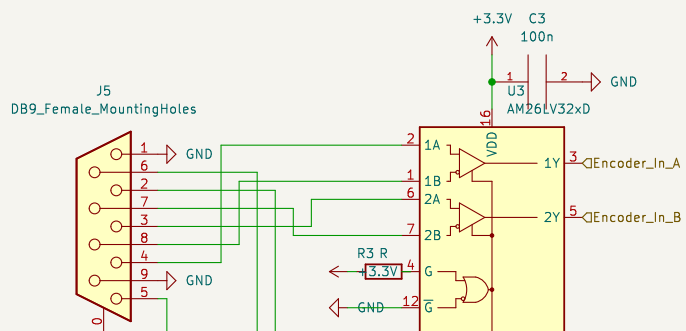 +3.3V C3
100n
1 2 GND
U3
AM26LV32xD
16
VDD
J5
DB9_Female_MountingHoles
1 GND
6
2
7
3
8
4
9 GND
5
0
2 1A 1Y 3 Encoder_In_A
1 1B
6 2A
2Y 5 Encoder_In_B
7 2B
R3 R
+3.3V 4 G
GND 12 G